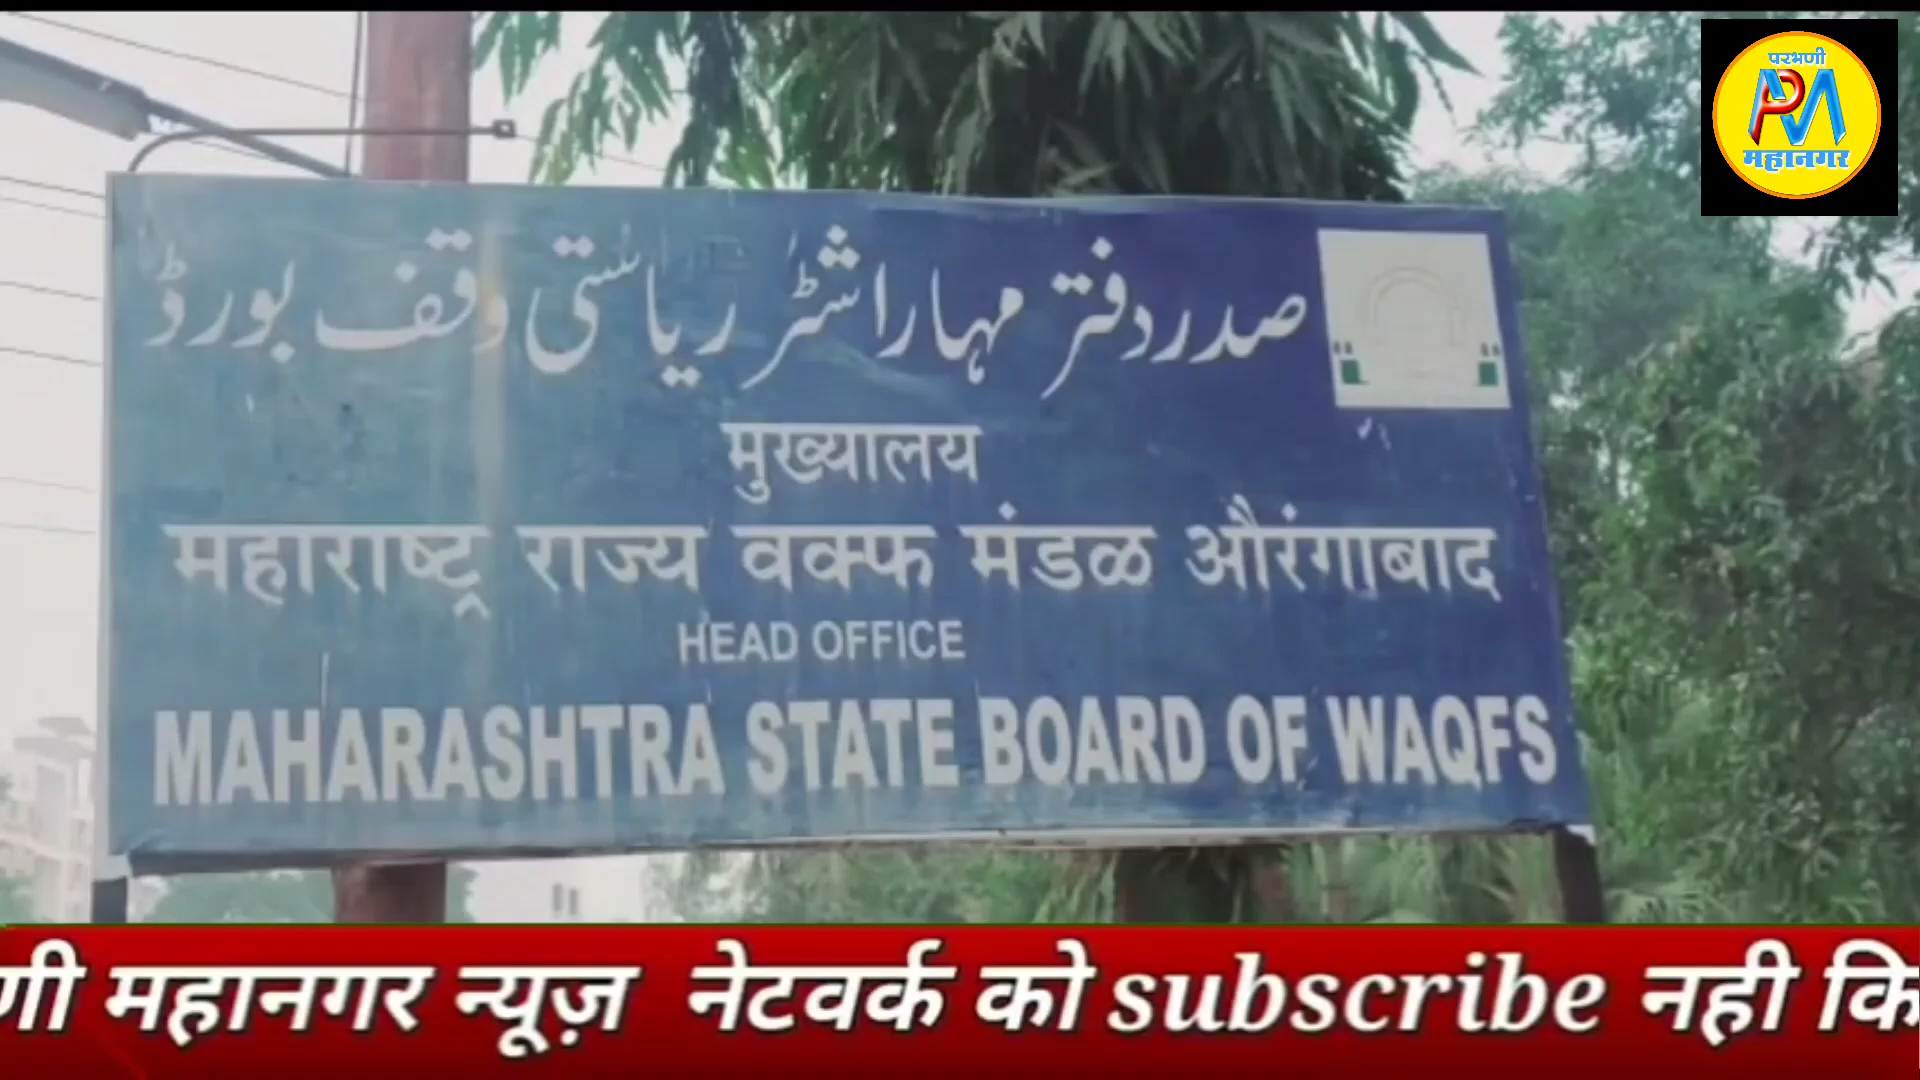 परभणी
PM
महानगर
صدر دفتر مہاراشٹر ریاستی وقف بورڈ
मुख्यालय
महाराष्ट्र राज्य वक्फ मंडळ औरंगाबाद
HEAD OFFICE
MAHARASHTRA STATE BOARD OF WAQFS
णी महानगर न्यूज़ नेटवर्क को subscribe नही कि